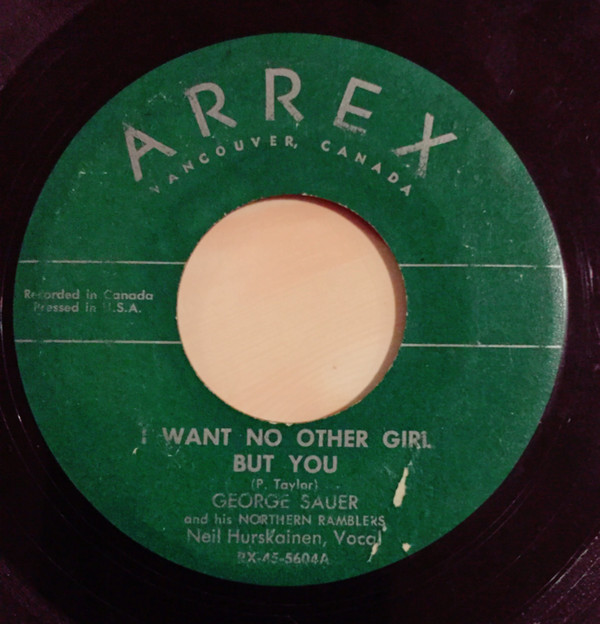 ARREX
VANCOUVER, CANADA
Recorded in Canada
Pressed in U.S.A.
I WANT NO OTHER GIRL
BUT YOU
(P. Taylor)
GEORGE SAUER
and his NORTHERN RAMBLERS
Neil Hurskainen, Vocal
RX-45-5604A